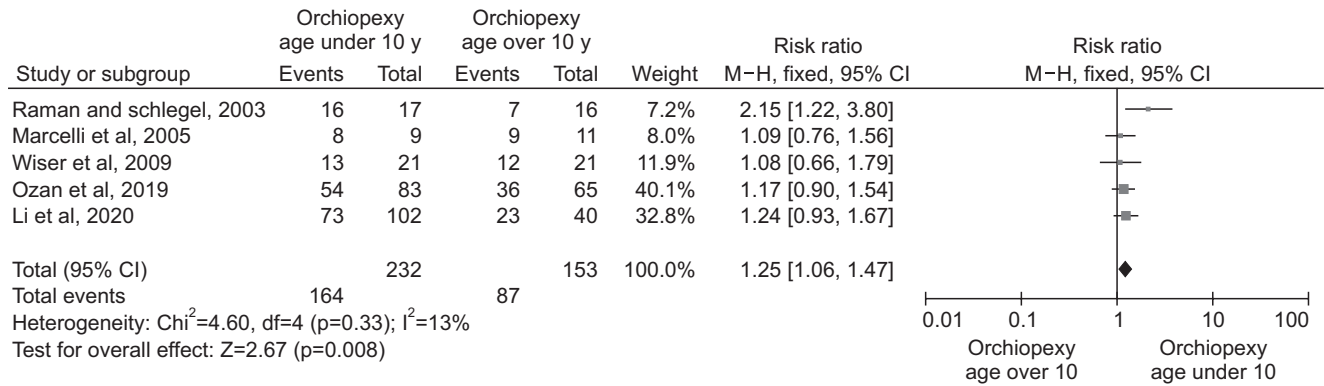 Orchiopexy Orchiopexy
age under 10 y age over 10 y Risk ratio Risk ratio
Study or subgroup Events Total Events Total Weight M−H, fixed, 95% CI M−H, fixed, 95% CI
Raman and schlegel, 2003 16 17 7 16 7.2% 2.15 [1.22, 3.80]
Marcelli et al, 2005 8 9 9 11 8.0% 1.09 [0.76, 1.56]
Wiser et al, 2009 13 21 12 21 11.9% 1.08 [0.66, 1.79]
Ozan et al, 2019 54 83 36 65 40.1% 1.17 [0.90, 1.54]
Li et al, 2020 73 102 23 40 32.8% 1.24 [0.93, 1.67]
Total (95% CI) 232 153 100.0% 1.25 [1.06, 1.47]
Total events 164 87
Heterogeneity: Chi²=4.60, df=4 (p=0.33); I²=13%
Test for overall effect: Z=2.67 (p=0.008)
0.01 0.1 1 10 100
Orchiopexy Orchiopexy
age over 10 age under 10